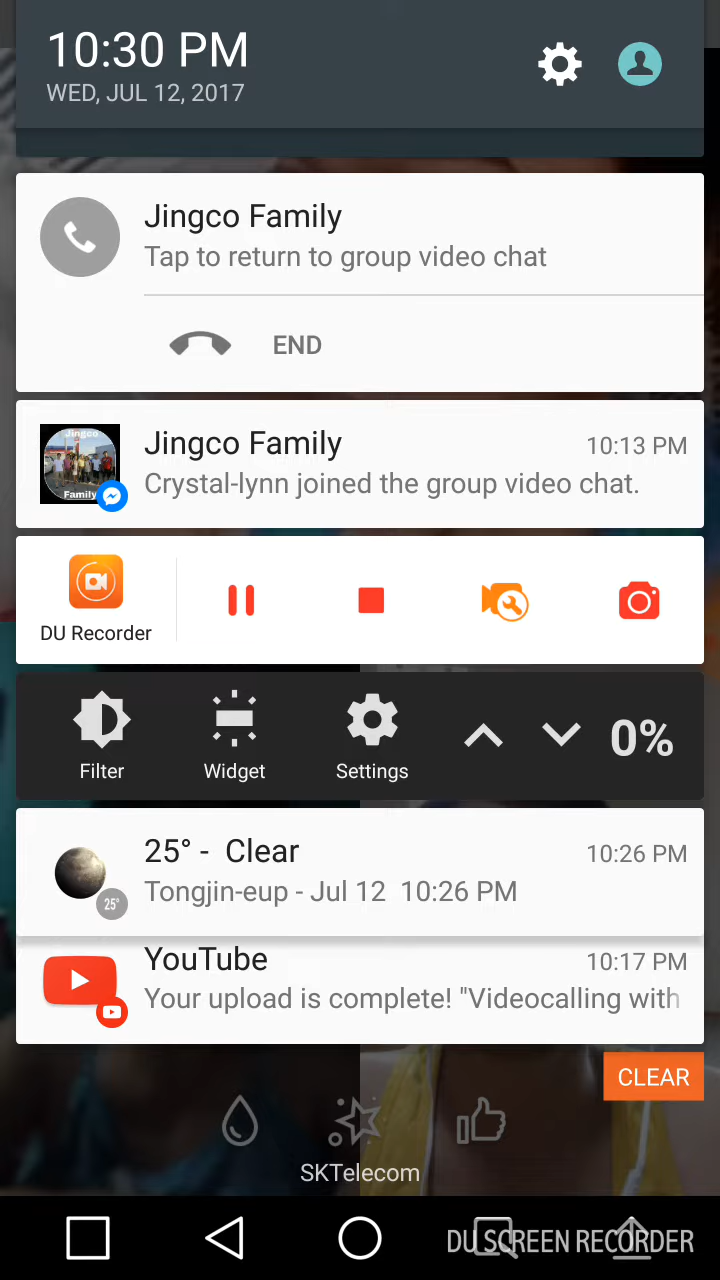 10:30 PM
WED, JUL 12, 2017
Jingco Family
Tap to return to group video chat
END
Jingco
Family
Jingco Family
10:13 PM
Crystal-lynn joined the group video chat.
DU Recorder
Filter
Widget
Settings
0%
25°
25° - Clear
10:26 PM
Tongjin-eup - Jul 12 10:26 PM
YouTube
10:17 PM
Your upload is complete! "Videocalling with
CLEAR
SKTelecom
DU SCREEN RECORDER